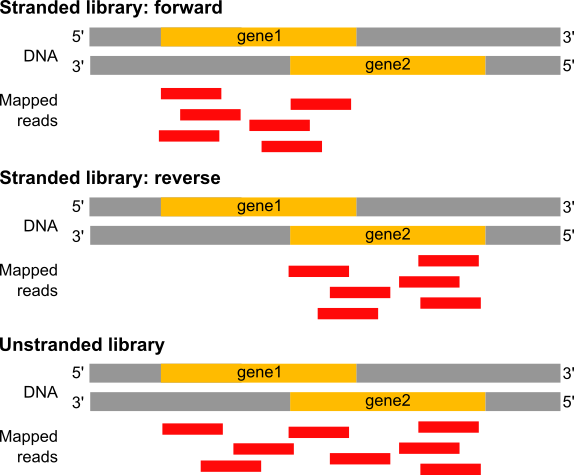 Stranded library: forward
5' gene1 3'
DNA
3' gene2 5'
Mapped
reads
Stranded library: reverse
5' gene1 3'
DNA
3' gene2 5'
Mapped
reads
Unstranded library
5' gene1 3'
DNA
3' gene2 5'
Mapped
reads